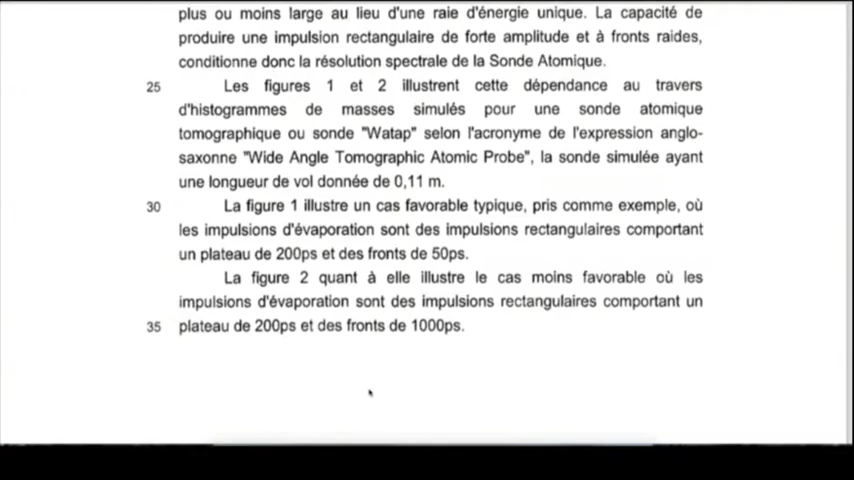 plus ou moins large au lieu d'une raie d'énergie unique. La capacité de
produire une impulsion rectangulaire de forte amplitude et à fronts raides,
conditionne donc la résolution spectrale de la Sonde Atomique.
25 Les figures 1 et 2 illustrent cette dépendance au travers
d'histogrammes de masses simulés pour une sonde atomique
tomographique ou sonde "Watap" selon l'acronyme de l'expression anglo-
saxonne "Wide Angle Tomographic Atomic Probe", la sonde simulée ayant
une longueur de vol donnée de 0,11 m.
30 La figure 1 illustre un cas favorable typique, pris comme exemple, où
les impulsions d'évaporation sont des impulsions rectangulaires comportant
un plateau de 200ps et des fronts de 50ps.
La figure 2 quant à elle illustre le cas moins favorable où les
impulsions d'évaporation sont des impulsions rectangulaires comportant un
35 plateau de 200ps et des fronts de 1000ps.